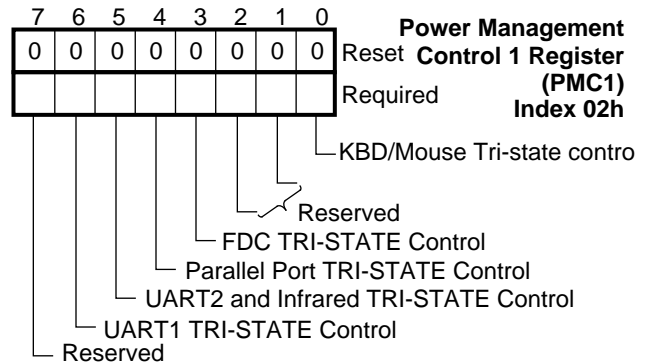 7 6 5 4 3 2 1 0
Power Management
0 0 0 0 0 0 0 0 Reset Control 1 Register
(PMC1)
Required
Index 02h
KBD/Mouse Tri-state contro
Reserved
FDC TRI-STATE Control
Parallel Port TRI-STATE Control
UART2 and Infrared TRI-STATE Control
UART1 TRI-STATE Control
Reserved